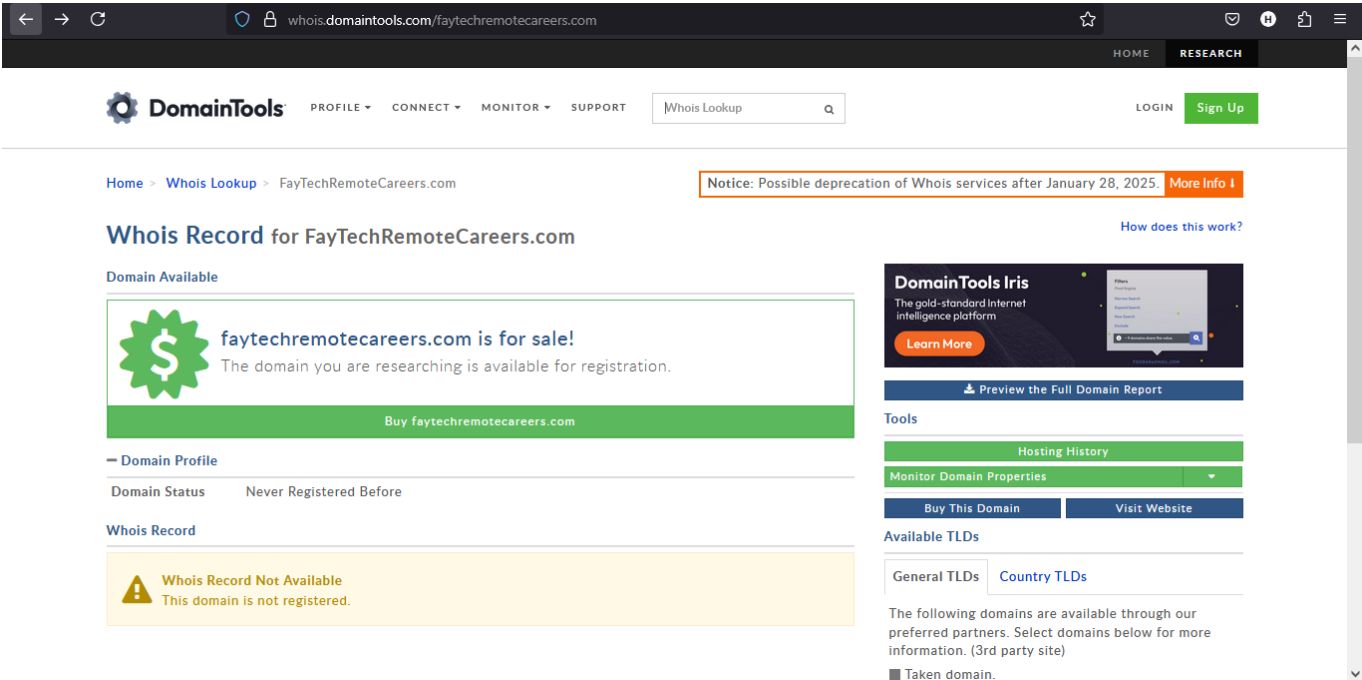 whois.domaintools.com/faytechremotecareers.com
H
HOME RESEARCH
DomainTools PROFILE CONNECT MONITOR SUPPORT Whois Lookup LOGIN Sign Up
Home > Whois Lookup > FayTechRemoteCareers.com
Notice: Possible deprecation of Whois services after January 28, 2025. More Info
Whois Record for FayTechRemoteCareers.com
How does this work?
Domain Available
$
faytechremotecareers.com is for sale!
The domain you are researching is available for registration.
Buy faytechremotecareers.com
– Domain Profile
Domain Status Never Registered Before
Whois Record
Whois Record Not Available
This domain is not registered.
DomainTools Iris
The gold-standard Internet
intelligence platform
Learn More
Filters
Preview the Full Domain Report
Tools
Hosting History
Monitor Domain Properties
Buy This Domain Visit Website
Available TLDs
General TLDs Country TLDs
The following domains are available through our
preferred partners. Select domains below for more
information. (3rd party site)
Taken domain.